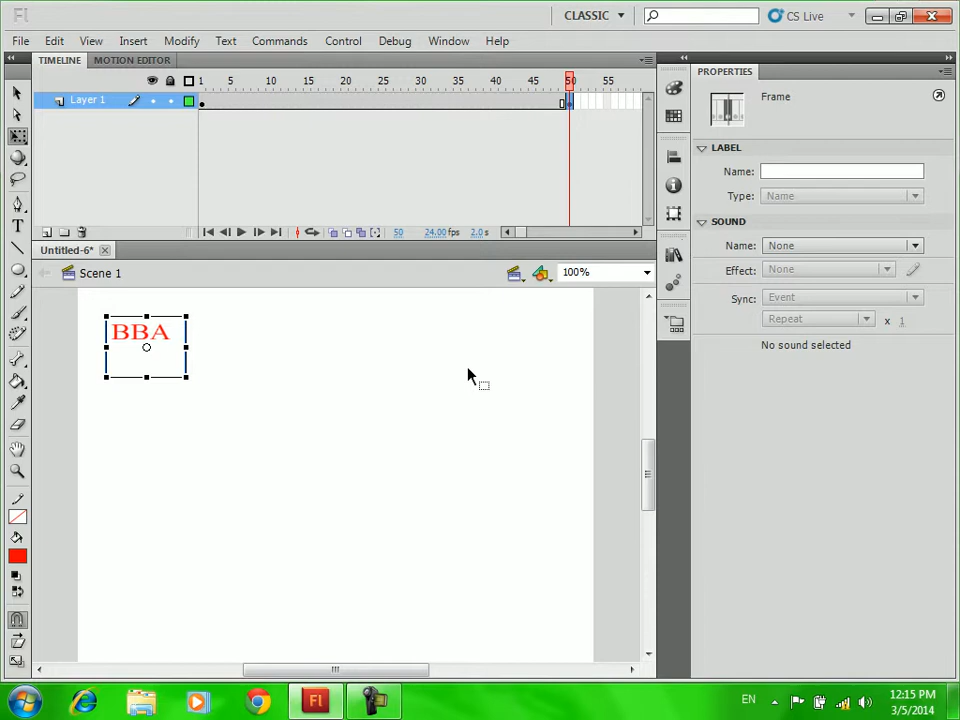 Fl
CLASSIC
CS Live
File Edit View Insert Modify Text Commands Control Debug Window Help
TIMELINE MOTION EDITOR
PROPERTIES
1 5 10 15 20 25 30 35 40 45 50 55
Layer 1
Frame
LABEL
Name:
Type: Name
SOUND
Name: None
Effect: None
Sync: Event
Repeat x 1
No sound selected
50 24.00 fps 2.0 s
Untitled-6*
Scene 1
100%
BBA
T
Fl
EN
12:15 PM
3/5/2014